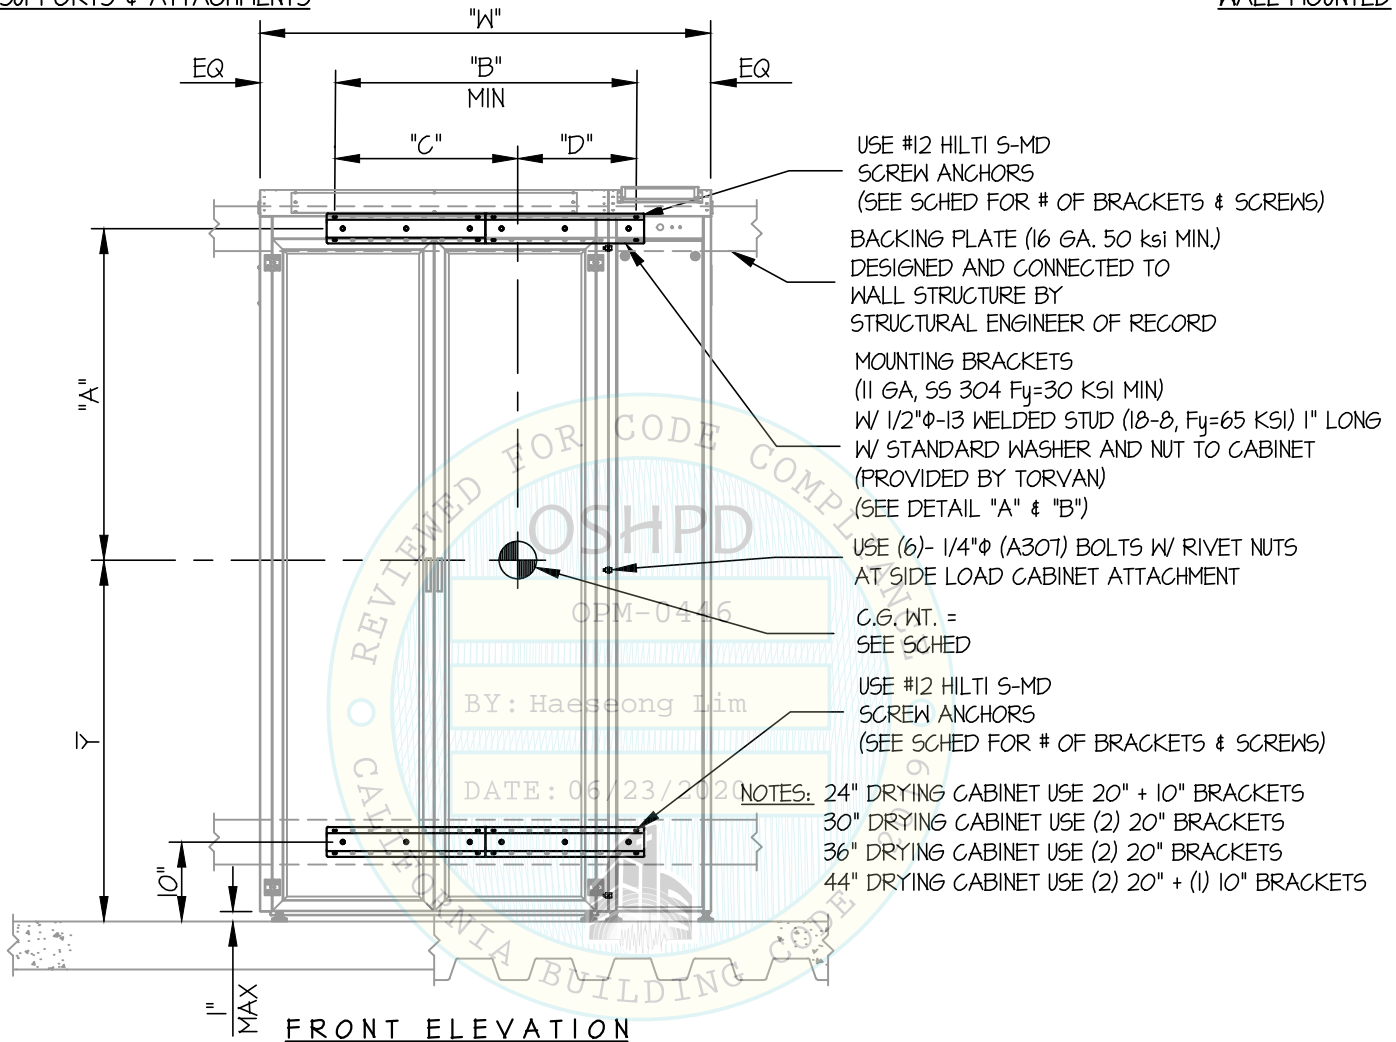 SUPPORTS & ATTACHMENTS
WALL MOUNTED
"W"
EQ
"B"
EQ
MIN
"C"
"D"
USE #12 HILTI S-MD
SCREW ANCHORS
(SEE SCHED FOR # OF BRACKETS & SCREWS)
BACKING PLATE (16 GA. 50 ksi MIN.)
DESIGNED AND CONNECTED TO
WALL STRUCTURE BY
STRUCTURAL ENGINEER OF RECORD
"A"
MOUNTING BRACKETS
(11 GA, SS 304 Fy=30 KSI MIN)
W/ 1/2"Φ-13 WELDED STUD (18-8, Fy=65 KSI) 1" LONG
W/ STANDARD WASHER AND NUT TO CABINET
(PROVIDED BY TORVAN)
(SEE DETAIL "A" & "B")
USE (6)- 1/4"Φ (A307) BOLTS W/ RIVET NUTS
AT SIDE LOAD CABINET ATTACHMENT
C.G. WT. =
SEE SCHED
USE #12 HILTI S-MD
SCREW ANCHORS
(SEE SCHED FOR # OF BRACKETS & SCREWS)
Y
10"
1"
MAX
NOTES: 24" DRYING CABINET USE 20" + 10" BRACKETS
30" DRYING CABINET USE (2) 20" BRACKETS
36" DRYING CABINET USE (2) 20" BRACKETS
44" DRYING CABINET USE (2) 20" + (1) 10" BRACKETS
REVIEWED FOR CODE COMPLIANCE
OSHPD
OPM-0446
BY: Haeseong Lim
DATE: 06/23/2020
CALIFORNIA BUILDING CODE 2019
FRONT ELEVATION